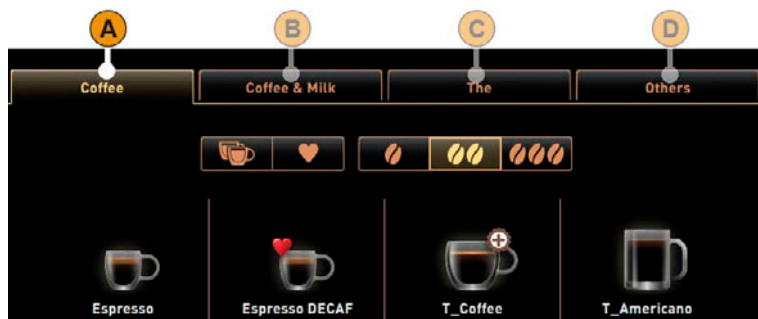 A B C D
Coffee Coffee & Milk The Others
Espresso Espresso DECAF T_Coffee T_Americano